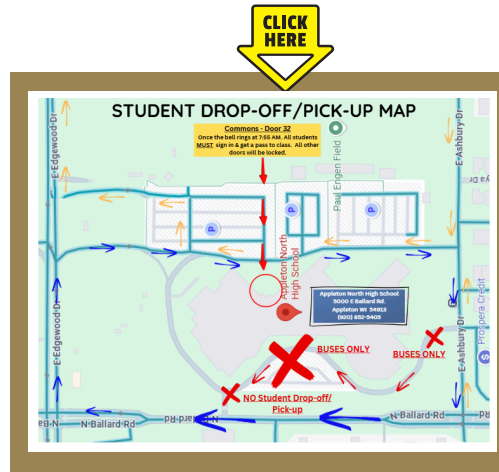 CLICK
HERE
STUDENT DROP-OFF/PICK-UP MAP
Commons - Door 32
Once the bell rings at 7:55 AM. All students
MUST sign in & get a pass to class. All other
doors will be locked.
E-Edgewood-Dr
E-Ashbury-Dr
Paul Engen Field
P
P
P
Appleton North
High School
Appleton North High School
5000 E Ballard Rd.
Appleton WI 54913
(920) 852-5405
E-Edgewood-Dr
E-Ashbury Dr
Prospera Credit
$
BUSES ONLY
BUSES ONLY
NO Student Drop-off/
Pick-up
N Ballard Rd
N-Ballard Rd